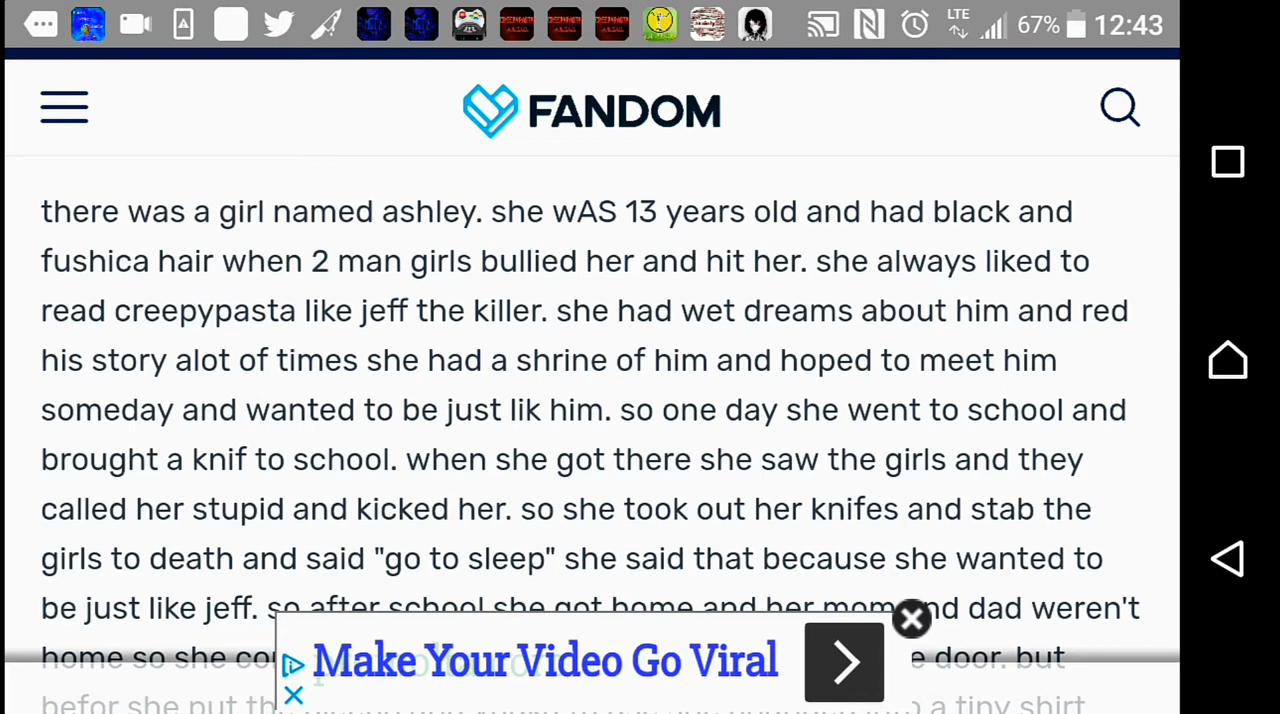 LTE 67% 12:43
FANDOM
there was a girl named ashley. she wAS 13 years old and had black and
fushica hair when 2 man girls bullied her and hit her. she always liked to
read creepypasta like jeff the killer. she had wet dreams about him and red
his story alot of times she had a shrine of him and hoped to meet him
someday and wanted to be just lik him. so one day she went to school and
brought a knif to school. when she got there she saw the girls and they
called her stupid and kicked her. so she took out her knifes and stab the
girls to death and said "go to sleep" she said that because she wanted to
be just like jeff. so after school she got home and her mom and dad weren't
home so she door. but
Make Your Video Go Viral
befor she put the a tiny shirt